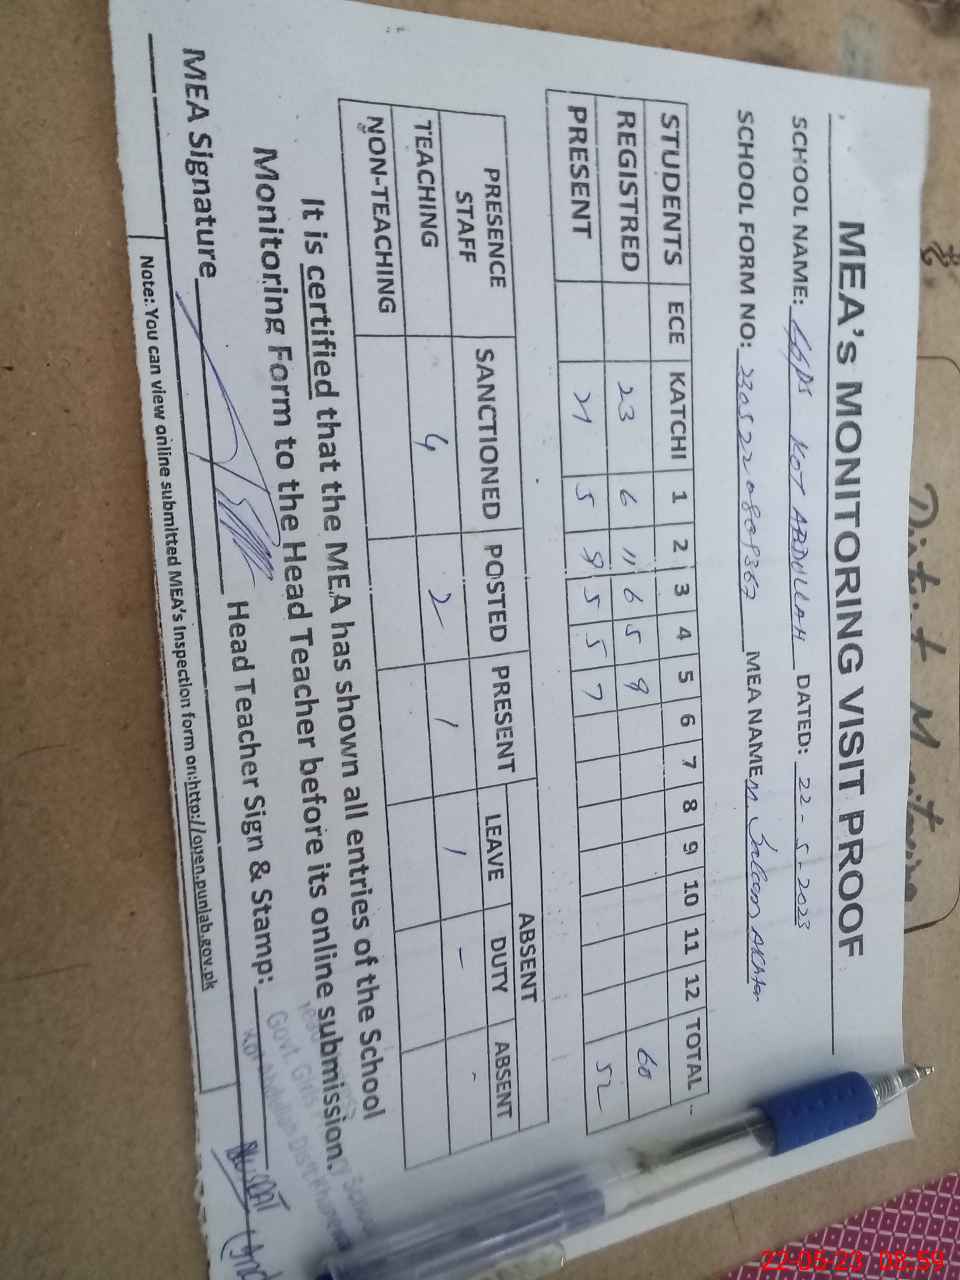 MEA's MONITORING VISIT PROOF
SCHOOL NAME: GGPS KOT ABDULLAH DATED: 22-5-2023
SCHOOL FORM NO: MEA NAME M Akhtar
STUDENTS ECE KATCHI 1 2 3 4 5 6 7 8 9 10 11 12 TOTAL
REGISTRED 23 6 11 6 5 9 60
PRESENT 21 5 9 5 5 7 52
PRESENCE STAFF SANCTIONED POSTED PRESENT ABSENT
LEAVE DUTY ABSENT
TEACHING 4 2 1 1 - -
NON-TEACHING
It is certified that the MEA has shown all entries of the School
Monitoring Form to the Head Teacher before its online submission.
MEA Signature Head Teacher Sign & Stamp:
Govt. Girls
Kot Abdullah Distt
Note: You can view online submitted MEA's Inspection form on:http://open.punjab.gov.pk
22-05-23 08:59